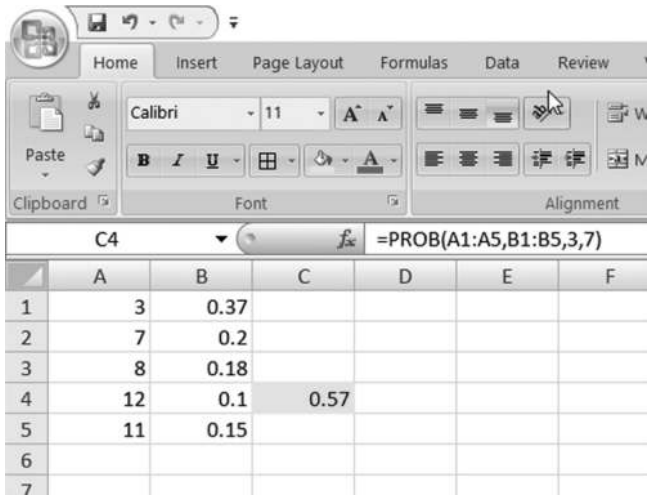 Home Insert Page Layout Formulas Data Review
Calibri 11 A A
Paste B I U A
Clipboard Font Alignment
C4 fx =PROB(A1:A5,B1:B5,3,7)
A B C D E F
1 3 0.37
2 7 0.2
3 8 0.18
4 12 0.1 0.57
5 11 0.15
6
7